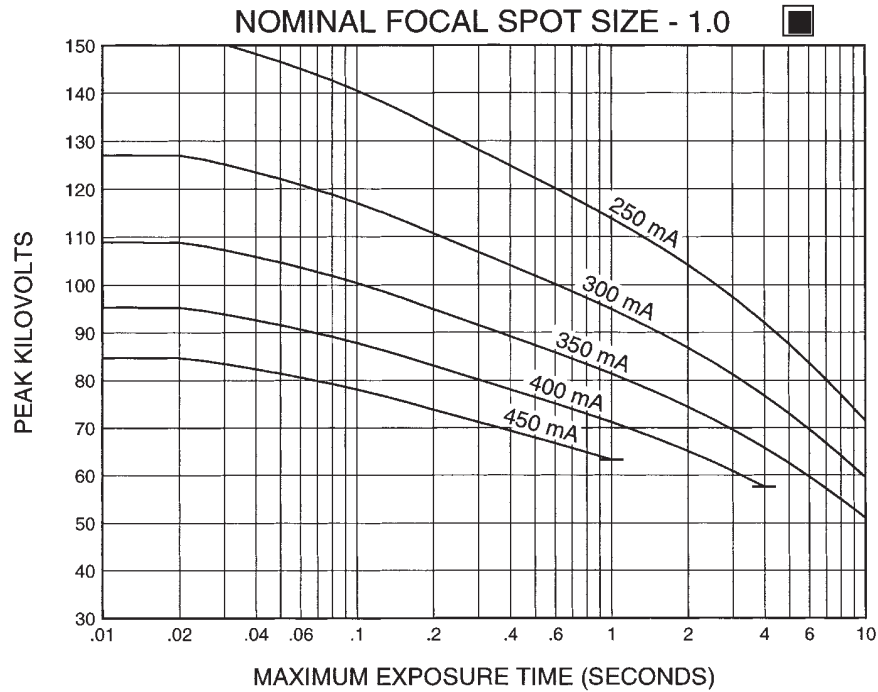 NOMINAL FOCAL SPOT SIZE - 1.0
PEAK KILOVOLTS
150
140
130
120
110
100
90
80
70
60
50
40
30
250 mA
300 mA
350 mA
400 mA
450 mA
.01 .02 .04 .06 .1 .2 .4 .6 1 2 4 6 10
MAXIMUM EXPOSURE TIME (SECONDS)